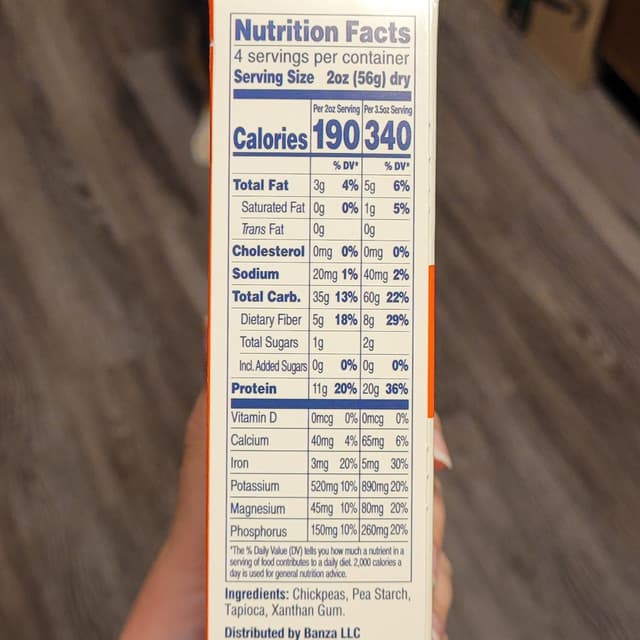 Nutrition Facts
4 servings per container
Serving Size 2oz (56g) dry
Per 2oz Serving Per 3.5oz Serving
Calories 190 340
% DV* % DV*
Total Fat 3g 4% 5g 6%
Saturated Fat 0g 0% 1g 5%
Trans Fat 0g 0g
Cholesterol 0mg 0% 0mg 0%
Sodium 20mg 1% 40mg 2%
Total Carb. 35g 13% 60g 22%
Dietary Fiber 5g 18% 8g 29%
Total Sugars 1g 2g
Incl. Added Sugars 0g 0% 0g 0%
Protein 11g 20% 20g 36%
Vitamin D 0mcg 0% 0mcg 0%
Calcium 40mg 4% 65mg 6%
Iron 3mg 20% 5mg 30%
Potassium 520mg 10% 890mg 20%
Magnesium 45mg 10% 80mg 20%
Phosphorus 150mg 10% 260mg 20%
*The % Daily Value (DV) tells you how much a nutrient in a
serving of food contributes to a daily diet. 2,000 calories a
day is used for general nutrition advice.
Ingredients: Chickpeas, Pea Starch,
Tapioca, Xanthan Gum.
Distributed by Banza LLC